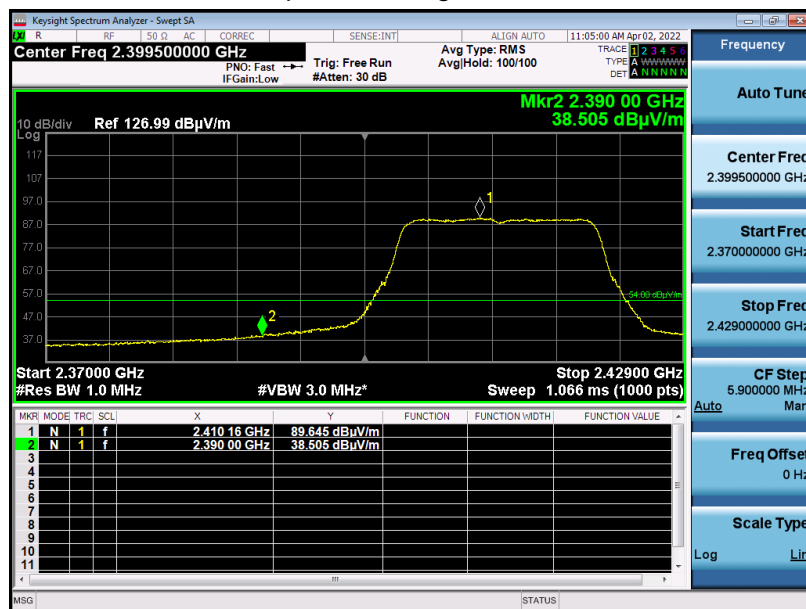 Keysight Spectrum Analyzer - Swept SA
LXI R RF 50 Ω AC CORREC SENSE:INT ALIGN AUTO 11:05:00 AM Apr 02, 2022
Center Freq 2.399500000 GHz
PNO: Fast
IFGain:Low
Trig: Free Run
#Atten: 30 dB
Avg Type: RMS
Avg|Hold: 100/100
TRACE 1 2 3 4 5 6
TYPE A WWWWW
DET A N N N N N
Mkr2 2.390 00 GHz
38.505 dBµV/m
10 dB/div Ref 126.99 dBµV/m
Log
117
107
97.0
87.0
77.0
67.0
57.0
47.0
37.0
1
2
54.00 dBµV/m
Start 2.37000 GHz Stop 2.42900 GHz
#Res BW 1.0 MHz #VBW 3.0 MHz* Sweep 1.066 ms (1000 pts)
MKR MODE TRC SCL X Y FUNCTION FUNCTION WIDTH FUNCTION VALUE
1 N 1 f 2.410 16 GHz 89.645 dBµV/m
2 N 1 f 2.390 00 GHz 38.505 dBµV/m
3
4
5
6
7
8
9
10
11
MSG STATUS
Frequency
Auto Tune
Center Freq
2.399500000 GHz
Start Freq
2.370000000 GHz
Stop Freq
2.429000000 GHz
CF Step
5.900000 MHz
Auto Man
Freq Offset
0 Hz
Scale Type
Log Lin